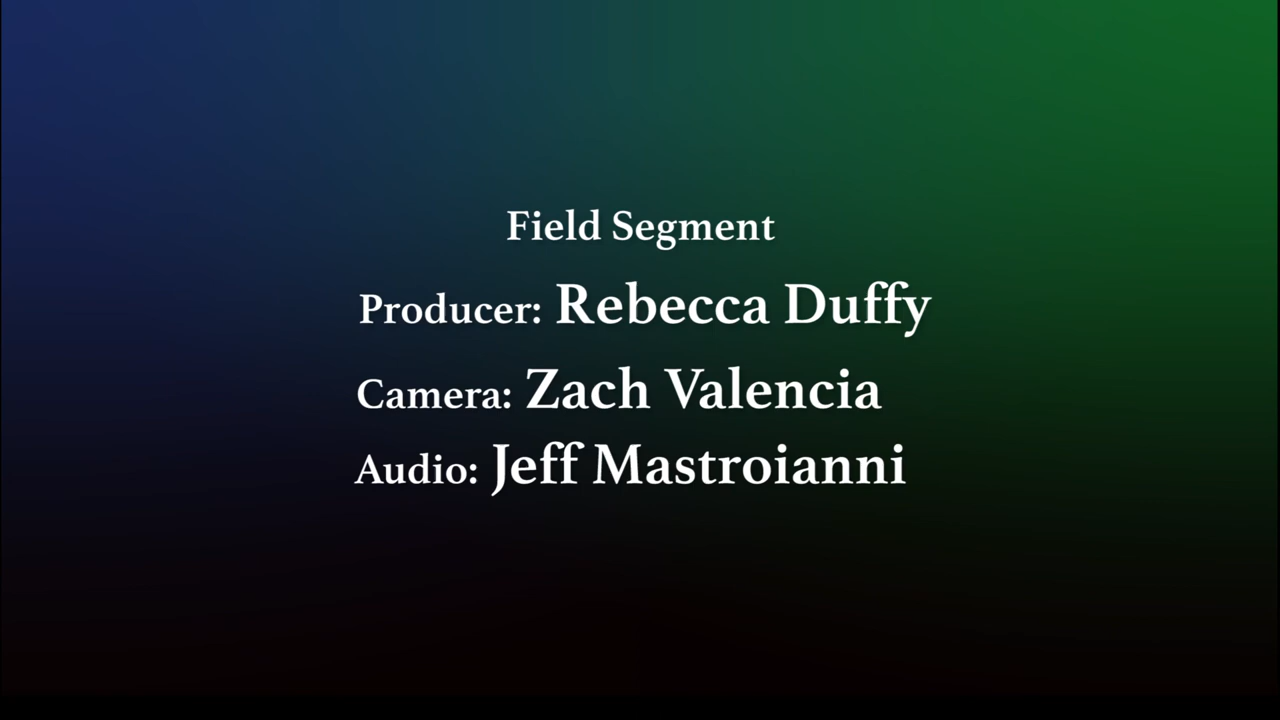 Field Segment
Producer: Rebecca Duffy
Camera: Zach Valencia
Audio: Jeff Mastroianni